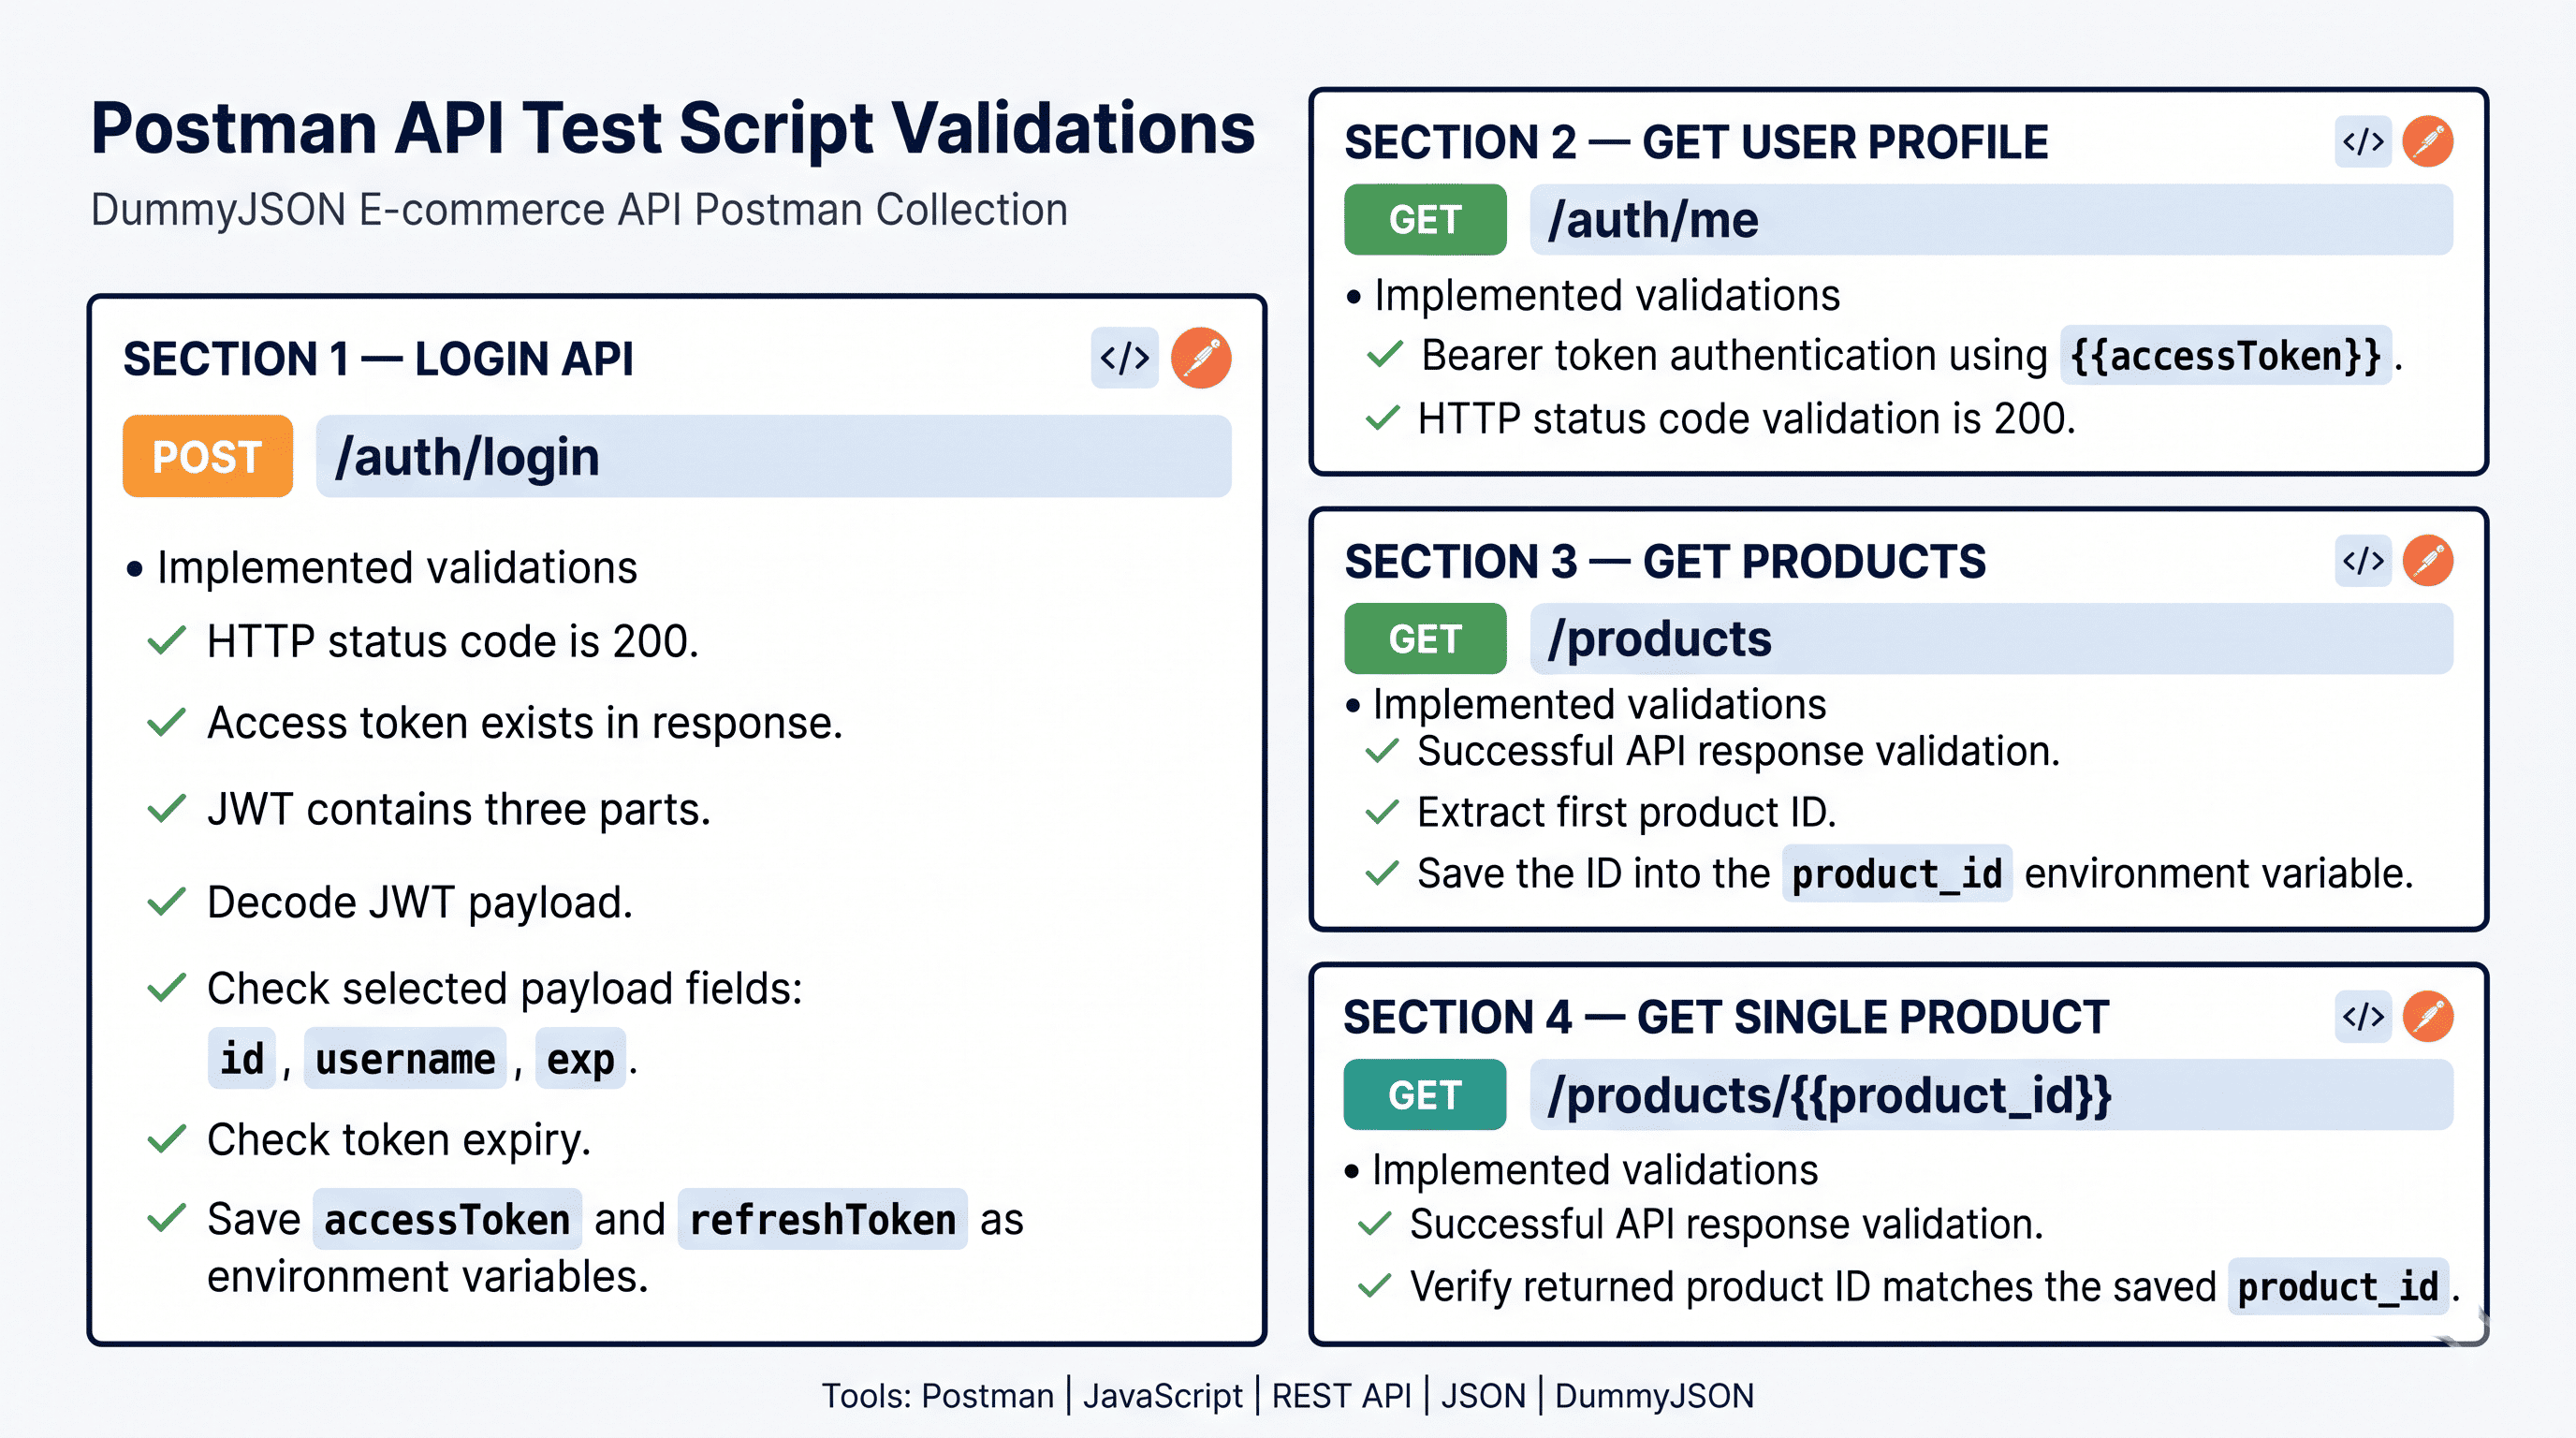 Postman API Test Script Validations
DummyJSON E-commerce API Postman Collection
SECTION 1 — LOGIN API
</>
POST
/auth/login
• Implemented validations
✓ HTTP status code is 200.
✓ Access token exists in response.
✓ JWT contains three parts.
✓ Decode JWT payload.
✓ Check selected payload fields:
id, username, exp.
✓ Check token expiry.
✓ Save accessToken and refreshToken as
environment variables.
SECTION 2 — GET USER PROFILE
</>
GET
/auth/me
• Implemented validations
✓ Bearer token authentication using {{accessToken}}.
✓ HTTP status code validation is 200.
SECTION 3 — GET PRODUCTS
</>
GET
/products
• Implemented validations
✓ Successful API response validation.
✓ Extract first product ID.
✓ Save the ID into the product_id environment variable.
SECTION 4 — GET SINGLE PRODUCT
</>
GET
/products/{{product_id}}
• Implemented validations
✓ Successful API response validation.
✓ Verify returned product ID matches the saved product_id.
Tools: Postman | JavaScript | REST API | JSON | DummyJSON